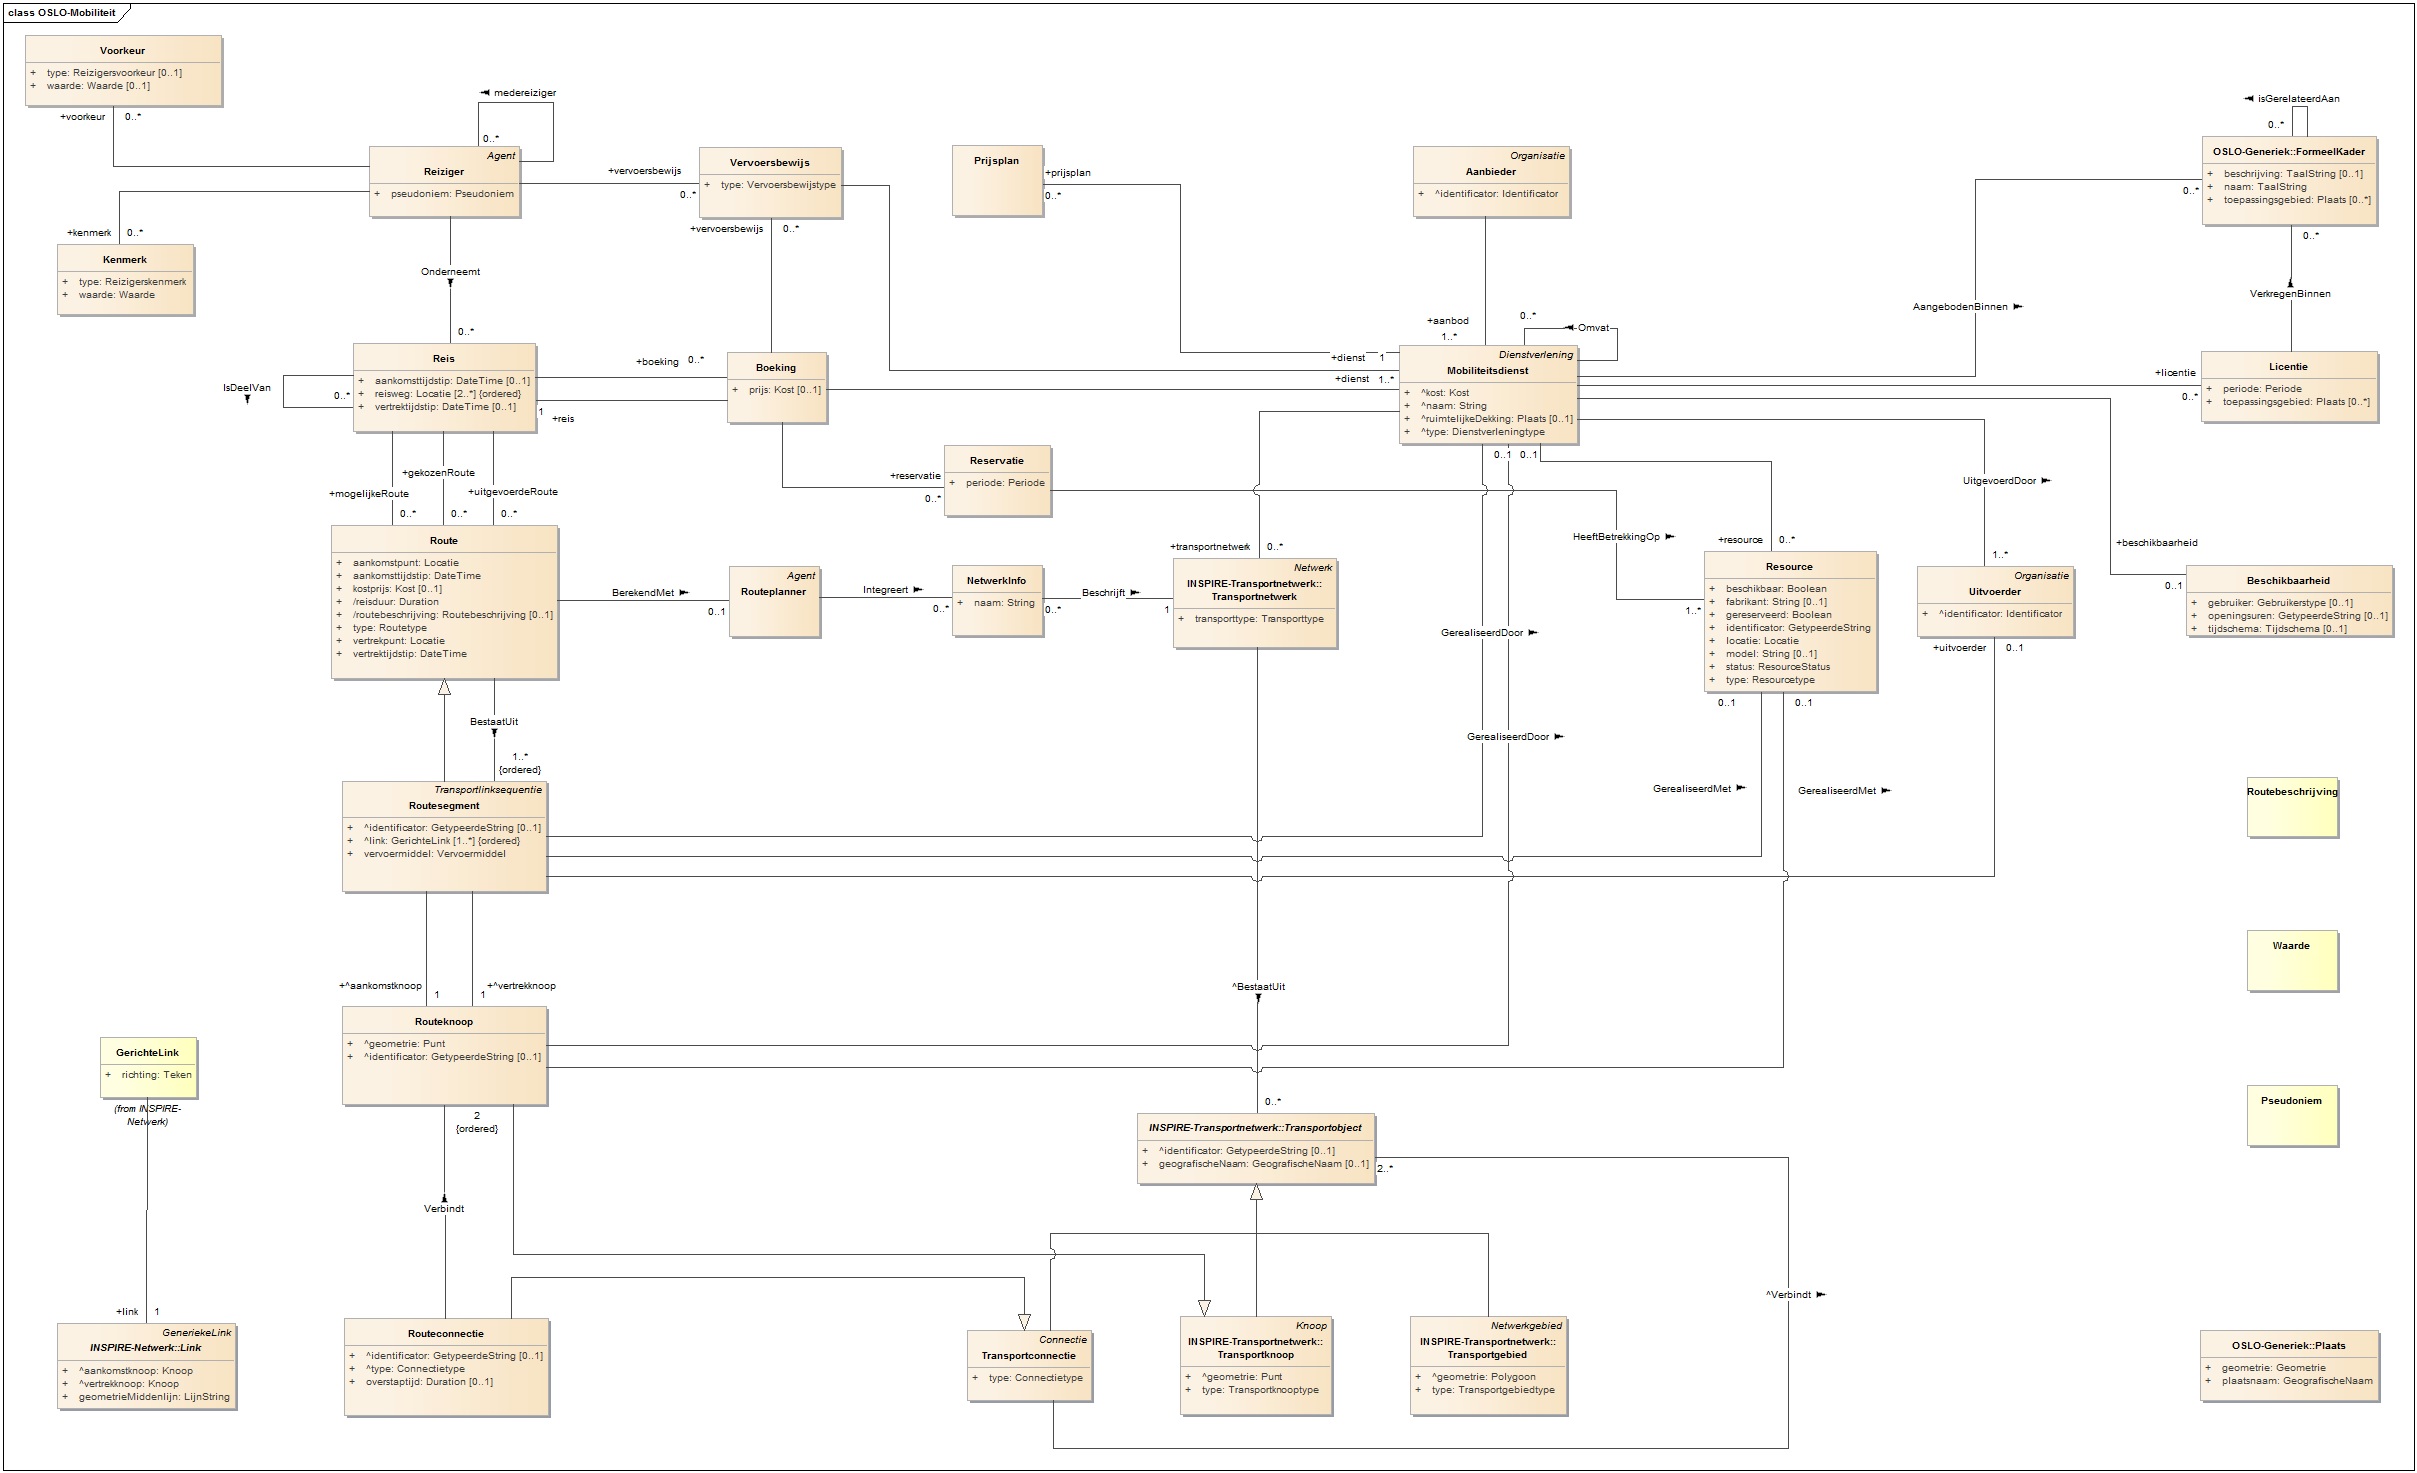 class OSLO-Mobiliteit
Voorkeur
+ type: Reizigersvoorkeur [0..1]
+ waarde: Waarde [0..1]
+voorkeur 0..*
medereiziger
0..*
Agent
Reiziger
+ pseudoniem: Pseudoniem
+kenmerk 0..*
Kenmerk
+ type: Reizigerskenmerk
+ waarde: Waarde
+vervoersbewijs
0..*
Vervoersbewijs
+ type: Vervoersbewijstype
+vervoersbewijs 0..*
Prijsplan
+prijsplan
0..*
Organisatie
Aanbieder
+ ^identificator: Identificator
isGerelateerdAan
0..*
OSLO-Generiek::FormeelKader
+ beschrijving: TaalString [0..1]
+ naam: TaalString
+ toepassingsgebied: Plaats [0..*]
0..*
0..*
Onderneemt
0..*
VerkregenBinnen
AangebodenBinnen
+aanbod
1..*
0..*
Omvat
Reis
+ aankomsttijdstip: DateTime [0..1]
+ reisweg: Locatie [2..*] {ordered}
+ vertrektijdstip: DateTime [0..1]
IsDeelVan
0..*
+boeking 0..*
1
+reis
Boeking
+ prijs: Kost [0..1]
+dienst 1
+dienst 1..*
Dienstverlening
Mobiliteitsdienst
+ ^kost: Kost
+ ^naam: String
+ ^ruimtelijkeDekking: Plaats [0..1]
+ ^type: Dienstverleningtype
+licentie
0..*
Licentie
+ periode: Periode
+ toepassingsgebied: Plaats [0..*]
0..1 0..1
+gekozenRoute
+mogelijkeRoute
+uitgevoerdeRoute
0..* 0..* 0..*
+reservatie
0..*
Reservatie
+ periode: Periode
UitgevoerdDoor
HeeftBetrekkingOp
+resource 0..*
1..*
+beschikbaarheid
0..1
+transportnetwerk 0..*
Route
+ aankomstpunt: Locatie
+ aankomsttijdstip: DateTime
+ kostprijs: Kost [0..1]
+ /reisduur: Duration
+ /routebeschrijving: Routebeschrijving [0..1]
+ type: Routetype
+ vertrekpunt: Locatie
+ vertrektijdstip: DateTime
BerekendMet
0..1
Agent
Routeplanner
Integreert
0..*
NetwerkInfo
+ naam: String
0..*
Beschrijft
1
Netwerk
INSPIRE-Transportnetwerk::
Transportnetwerk
+ transporttype: Transporttype
GerealiseerdDoor
GerealiseerdDoor
1..*
Resource
+ beschikbaar: Boolean
+ fabrikant: String [0..1]
+ gereserveerd: Boolean
+ identificator: GetypeerdeString
+ locatie: Locatie
+ model: String [0..1]
+ status: ResourceStatus
+ type: Resourcetype
0..1 0..1
Organisatie
Uitvoerder
+ ^identificator: Identificator
+uitvoerder 0..1
Beschikbaarheid
+ gebruiker: Gebruikerstype [0..1]
+ openingsuren: GetypeerdeString [0..1]
+ tijdschema: Tijdschema [0..1]
BestaatUit
1..*
{ordered}
GerealiseerdMet
GerealiseerdMet
Routebeschrijving
Transportlinksequentie
Routesegment
+ ^identificator: GetypeerdeString [0..1]
+ ^link: GerichteLink [1..*] {ordered}
+ vervoermiddel: Vervoermiddel
Waarde
+^aankomstknoop
1
+^vertrekknoop
1
^BestaatUit
0..*
Routeknoop
+ ^geometrie: Punt
+ ^identificator: GetypeerdeString [0..1]
GerichteLink
+ richting: Teken
(from INSPIRE-
Netwerk)
2
{ordered}
Pseudoniem
INSPIRE-Transportnetwerk::Transportobject
+ ^identificator: GetypeerdeString [0..1]
+ geografischeNaam: GeografischeNaam [0..1]
2..*
Verbindt
^Verbindt
+link 1
GeneriekeLink
INSPIRE-Netwerk::Link
+ ^aankomstknoop: Knoop
+ ^vertrekknoop: Knoop
+ geometrieMiddenlijn: LijnString
Routeconnectie
+ ^identificator: GetypeerdeString [0..1]
+ ^type: Connectietype
+ overstaptijd: Duration [0..1]
Connectie
Transportconnectie
+ type: Connectietype
Knoop
INSPIRE-Transportnetwerk::
Transportknoop
+ ^geometrie: Punt
+ type: Transportknooptype
Netwerkgebied
INSPIRE-Transportnetwerk::
Transportgebied
+ ^geometrie: Polygoon
+ type: Transportgebiedtype
OSLO-Generiek::Plaats
+ geometrie: Geometrie
+ plaatsnaam: GeografischeNaam